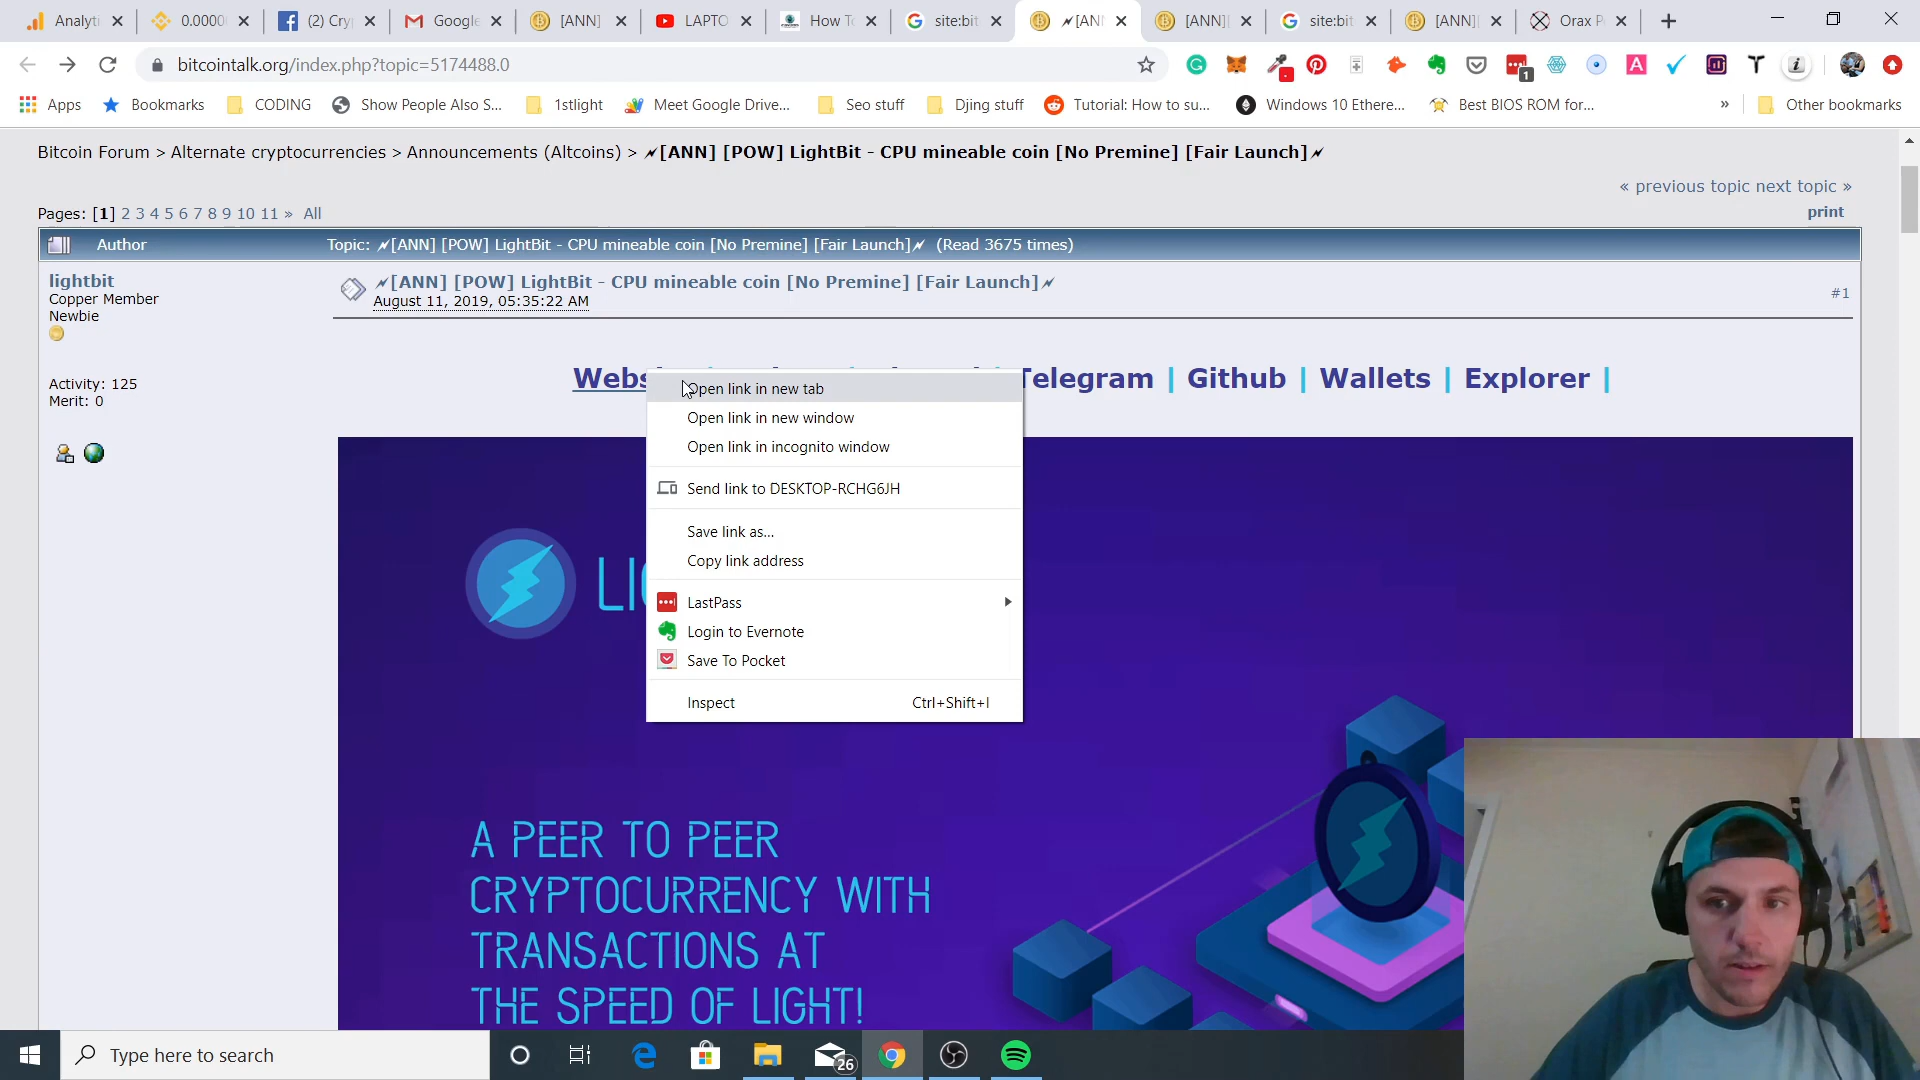 Analyti
0.0000
(2) Cry
Google
[ANN]
LAPTO
How To
site:bit
[ANN
[ANN]
site:bit
[ANN]
Orax P
bitcointalk.org/index.php?topic=5174488.0
1
Apps
Bookmarks
CODING
Show People Also S...
1stlight
Meet Google Drive...
Seo stuff
Djing stuff
Tutorial: How to su...
Windows 10 Ethere...
Best BIOS ROM for...
»
Other bookmarks
Bitcoin Forum > Alternate cryptocurrencies > Announcements (Altcoins) > [ANN] [POW] LightBit - CPU mineable coin [No Premine] [Fair Launch]
« previous topic next topic »
Pages: [1] 2 3 4 5 6 7 8 9 10 11 » All
print
Author
Topic: [ANN] [POW] LightBit - CPU mineable coin [No Premine] [Fair Launch] (Read 3675 times)
lightbit
Copper Member
Newbie
Activity: 125
Merit: 0
[ANN] [POW] LightBit - CPU mineable coin [No Premine] [Fair Launch]
August 11, 2019, 05:35:22 AM
#1
Webs
Telegram | Github | Wallets | Explorer |
Open link in new tab
Open link in new window
Open link in incognito window
Send link to DESKTOP-RCHG6JH
Save link as...
Copy link address
LastPass
Login to Evernote
Save To Pocket
Inspect Ctrl+Shift+I
LI
A PEER TO PEER
CRYPTOCURRENCY WITH
TRANSACTIONS AT
THE SPEED OF LIGHT!
Type here to search
26